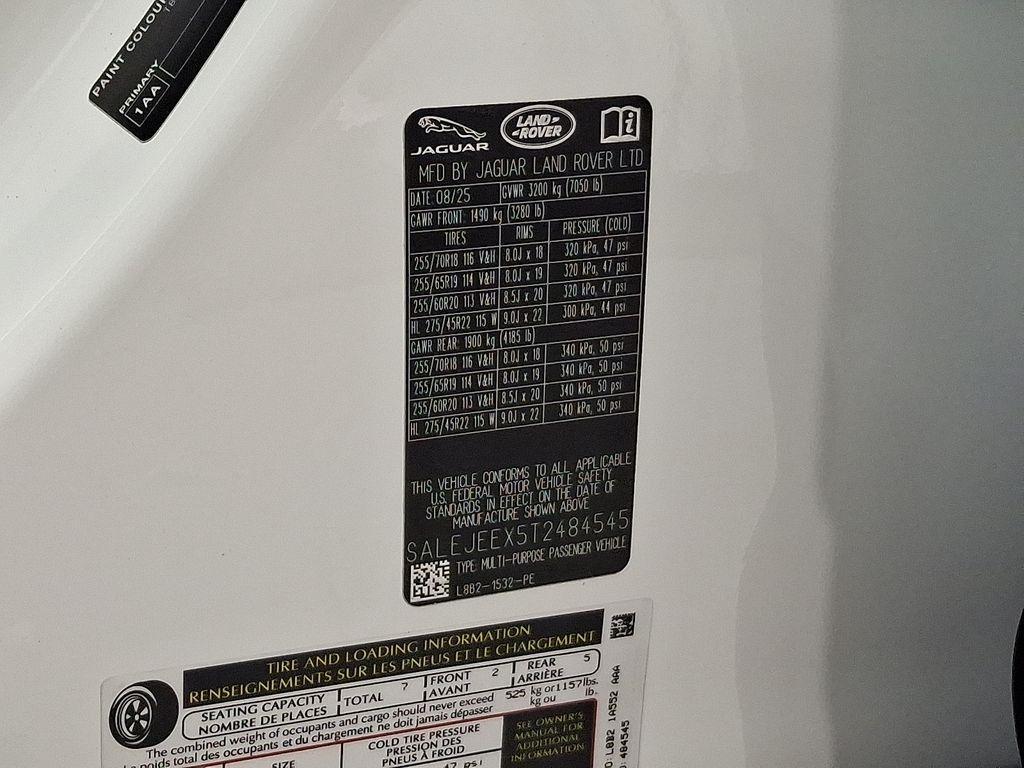 PAINT COLOU
PRIMARY
1AA
JAGUAR
LAND
ROVER
i
MFD BY JAGUAR LAND ROVER LTD
DATE: 08/25 GVWR 3200 kg (7050 lb)
GAWR FRONT: 1490 kg (3280 lb)
TIRES RIMS PRESSURE (COLD)
255/70R18 116 V&H 8.0J x 18 320 kPa, 47 psi
255/65R19 114 V&H 8.0J x 19 320 kPa, 47 psi
255/60R20 113 V&H 8.5J x 20 320 kPa, 47 psi
HL 275/45R22 115 W 9.0J x 22 300 kPa, 44 psi
GAWR REAR: 1900 kg (4185 lb)
255/70R18 116 V&H 8.0J x 18 340 kPa, 50 psi
255/65R19 114 V&H 8.0J x 19 340 kPa, 50 psi
255/60R20 113 V&H 8.5J x 20 340 kPa, 50 psi
HL 275/45R22 115 W 9.0J x 22 340 kPa, 50 psi
THIS VEHICLE CONFORMS TO ALL APPLICABLE
U.S. FEDERAL MOTOR VEHICLE SAFETY
STANDARDS IN EFFECT ON THE DATE OF
MANUFACTURE SHOWN ABOVE
SALEJEEX5T2484545
TYPE: MULTI-PURPOSE PASSENGER VEHICLE
L8B2-1532-PE
TIRE AND LOADING INFORMATION
RENSEIGNEMENTS SUR LES PNEUS ET LE CHARGEMENT
SEATING CAPACITY TOTAL 7 FRONT 2 REAR 5
NOMBRE DE PLACES AVANT ARRIÈRE
The combined weight of occupants and cargo should never exceed 525 kg or 1157 lbs.
poids total des occupants et du chargement ne doit jamais dépasser kg ou lb.
SIZE
COLD TIRE PRESSURE
PRESSION DES
PNEUS À FROID
SEE OWNER'S
MANUAL FOR
ADDITIONAL
INFORMATION
L8B2 1A552 AAA
484545